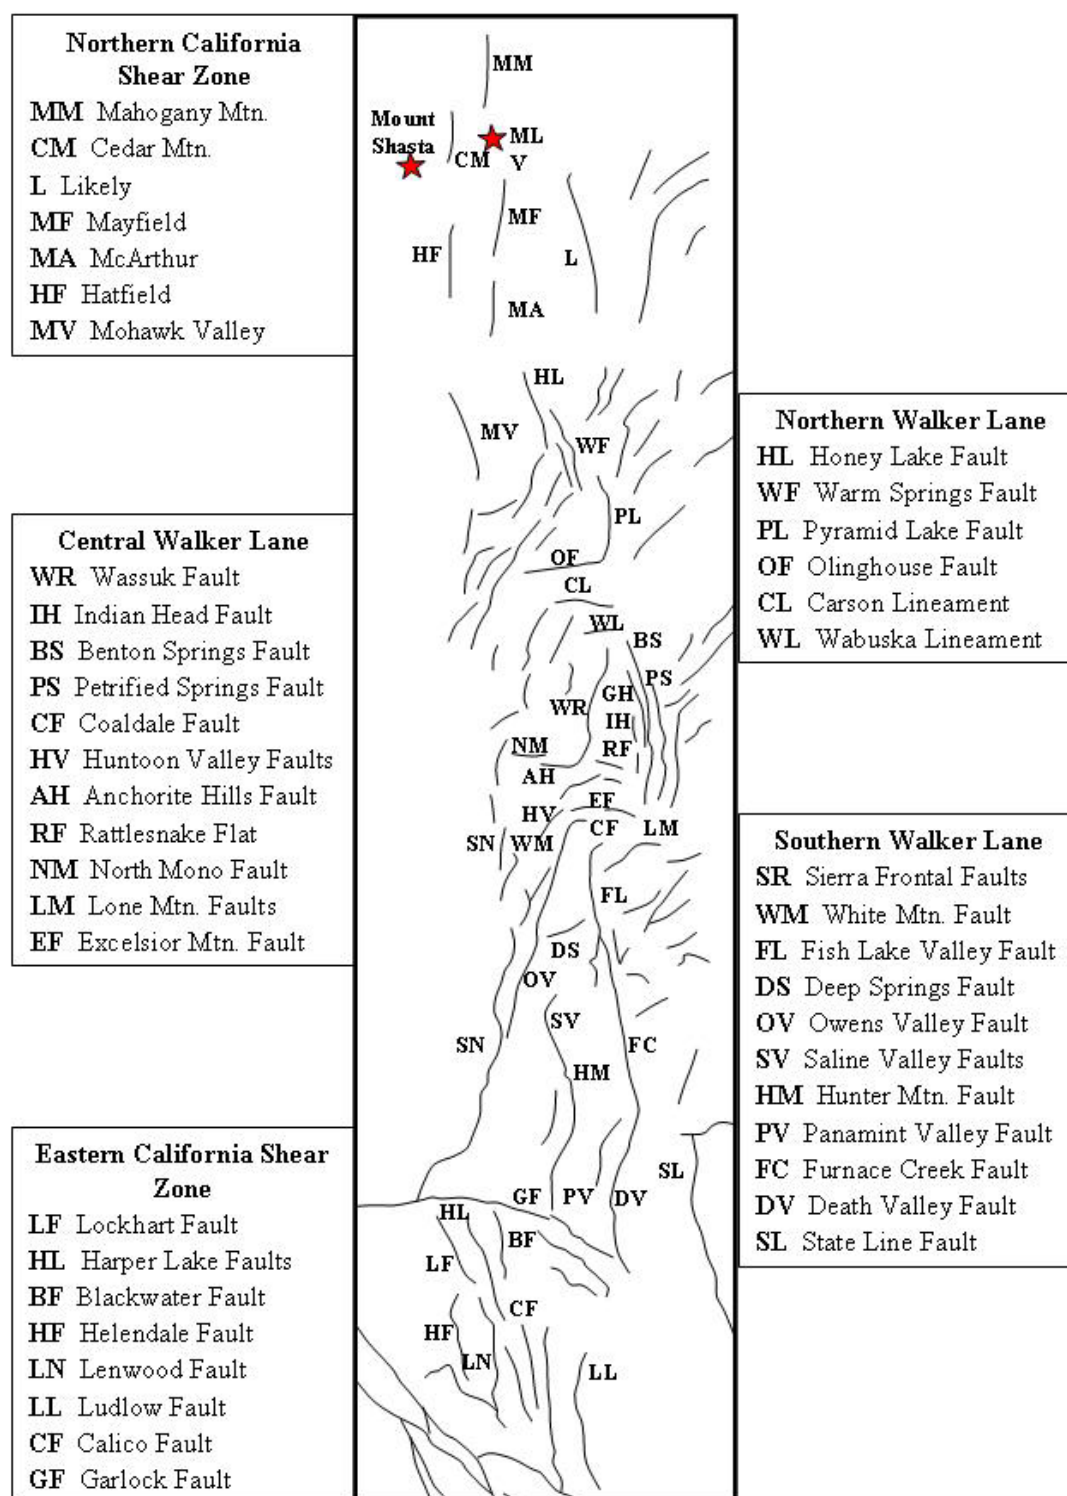 Northern California
Shear Zone
MM Mahogany Mtn.
CM Cedar Mtn.
L Likely
MF Mayfield
MA McArthur
HF Hatfield
MV Mohawk Valley
Central Walker Lane
WR Wassuk Fault
IH Indian Head Fault
BS Benton Springs Fault
PS Petrified Springs Fault
CF Coaldale Fault
HV Huntoon Valley Faults
AH Anchorite Hills Fault
RF Rattlesnake Flat
NM North Mono Fault
LM Lone Mtn. Faults
EF Excelsior Mtn. Fault
Eastern California Shear
Zone
LF Lockhart Fault
HL Harper Lake Faults
BF Blackwater Fault
HF Helendale Fault
LN Lenwood Fault
LL Ludlow Fault
CF Calico Fault
GF Garlock Fault
MM
Mount
Shasta
ML
V
CM
MF
HF
L
MA
HL
MV
WF
PL
OF
CL
WL
BS
PS
GH
WR
IH
NM
RF
AH
EF
HV
CF
LM
SN
WM
FL
DS
OV
SV
SN
FC
HM
SL
GF
PV
DV
HL
BF
LF
CF
HF
LN
LL
Northern Walker Lane
HL Honey Lake Fault
WF Warm Springs Fault
PL Pyramid Lake Fault
OF Olinghouse Fault
CL Carson Lineament
WL Wabuska Lineament
Southern Walker Lane
SR Sierra Frontal Faults
WM White Mtn. Fault
FL Fish Lake Valley Fault
DS Deep Springs Fault
OV Owens Valley Fault
SV Saline Valley Faults
HM Hunter Mtn. Fault
PV Panamint Valley Fault
FC Furnace Creek Fault
DV Death Valley Fault
SL State Line Fault